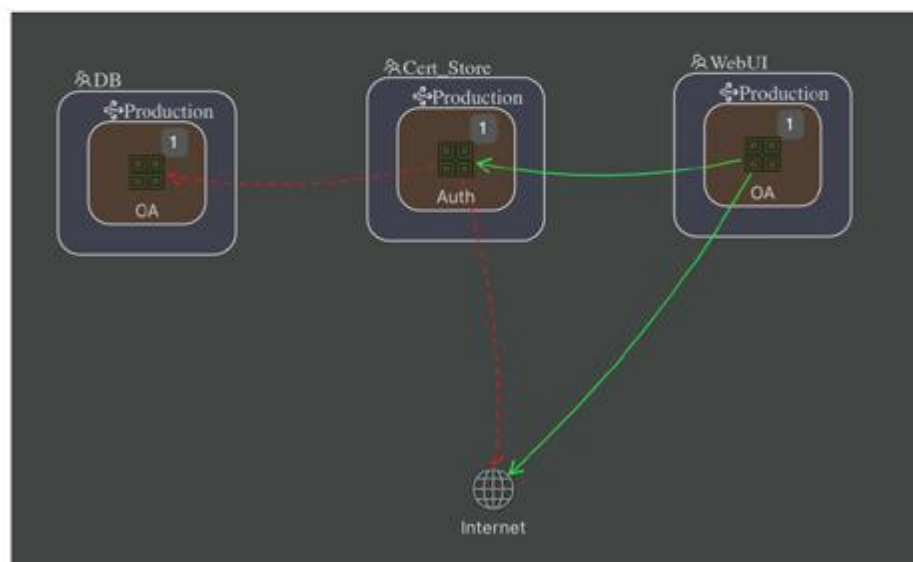 DB
Production
1
OA
Cert_Store
Production
1
Auth
WebUI
Production
1
OA
Internet